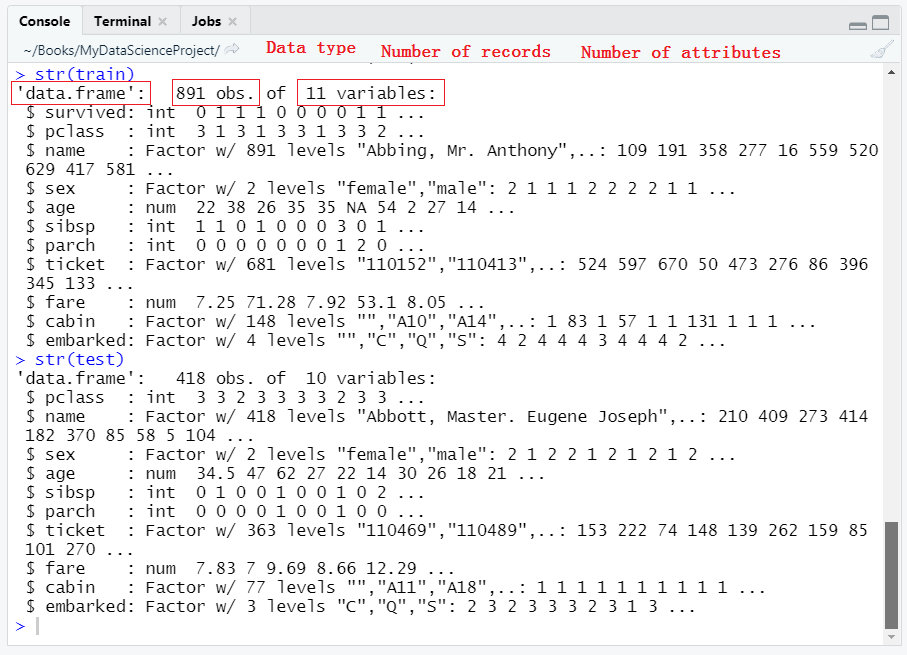 Console Terminal × Jobs ×
~/Books/MyDataScienceProject/ Data type Number of records Number of attributes
> str(train)
'data.frame': 891 obs. of 11 variables:
$ survived: int 0 1 1 1 0 0 0 0 1 1 ...
$ pclass : int 3 1 3 1 3 3 1 3 3 2 ...
$ name : Factor w/ 891 levels "Abbing, Mr. Anthony",..: 109 191 358 277 16 559 520
629 417 581 ...
$ sex : Factor w/ 2 levels "female","male": 2 1 1 1 2 2 2 2 1 1 ...
$ age : num 22 38 26 35 35 NA 54 2 27 14 ...
$ sibsp : int 1 1 0 1 0 0 0 3 0 1 ...
$ parch : int 0 0 0 0 0 0 0 1 2 0 ...
$ ticket : Factor w/ 681 levels "110152","110413",..: 524 597 670 50 473 276 86 396
345 133 ...
$ fare : num 7.25 71.28 7.92 53.1 8.05 ...
$ cabin : Factor w/ 148 levels "","A10","A14",..: 1 83 1 57 1 1 131 1 1 1 ...
$ embarked: Factor w/ 4 levels "","C","Q","S": 4 2 4 4 4 3 4 4 4 2 ...
> str(test)
'data.frame': 418 obs. of 10 variables:
$ pclass : int 3 3 2 3 3 3 3 2 3 3 ...
$ name : Factor w/ 418 levels "Abbott, Master. Eugene Joseph",..: 210 409 273 414
182 370 85 58 5 104 ...
$ sex : Factor w/ 2 levels "female","male": 2 1 2 2 1 2 1 2 1 2 ...
$ age : num 34.5 47 62 27 22 14 30 26 18 21 ...
$ sibsp : int 0 1 0 0 1 0 0 1 0 2 ...
$ parch : int 0 0 0 0 1 0 0 1 0 0 ...
$ ticket : Factor w/ 363 levels "110469","110489",..: 153 222 74 148 139 262 159 85
101 270 ...
$ fare : num 7.83 7 9.69 8.66 12.29 ...
$ cabin : Factor w/ 77 levels "","A11","A18",..: 1 1 1 1 1 1 1 1 1 1 ...
$ embarked: Factor w/ 3 levels "C","Q","S": 2 3 2 3 3 3 2 3 1 3 ...
>